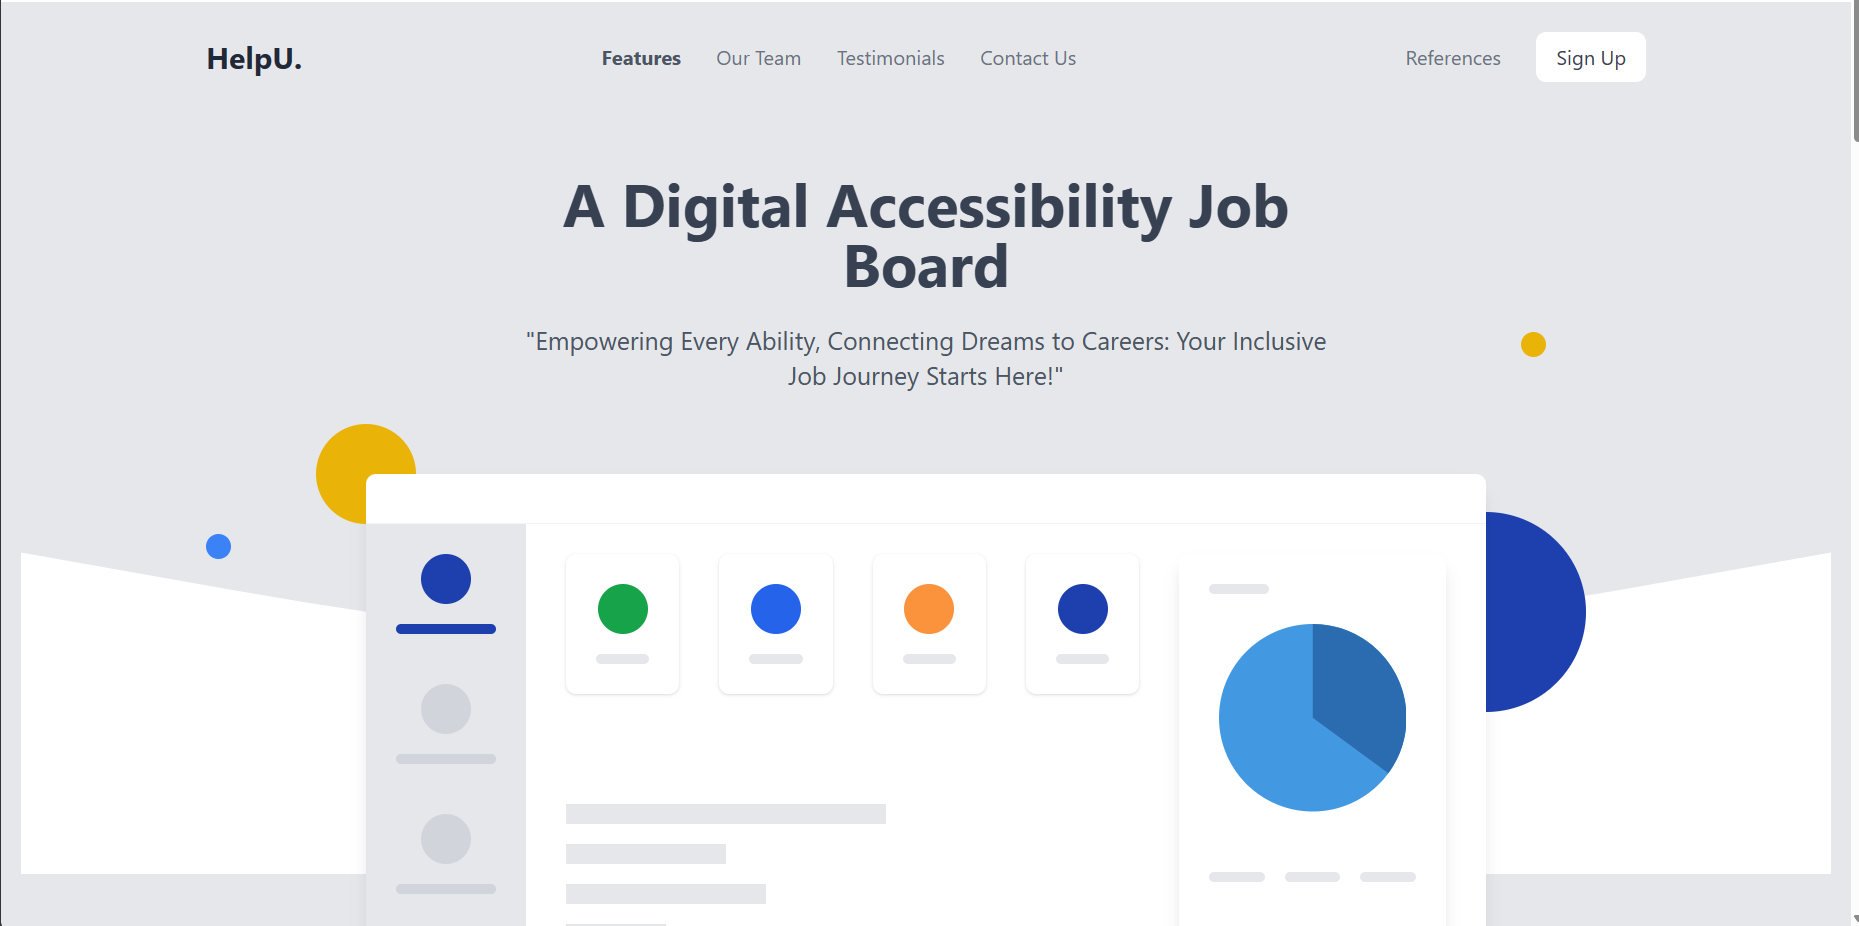 HelpU.
Features
Our Team
Testimonials
Contact Us
References
Sign Up
A Digital Accessibility Job
Board
"Empowering Every Ability, Connecting Dreams to Careers: Your Inclusive
Job Journey Starts Here!"